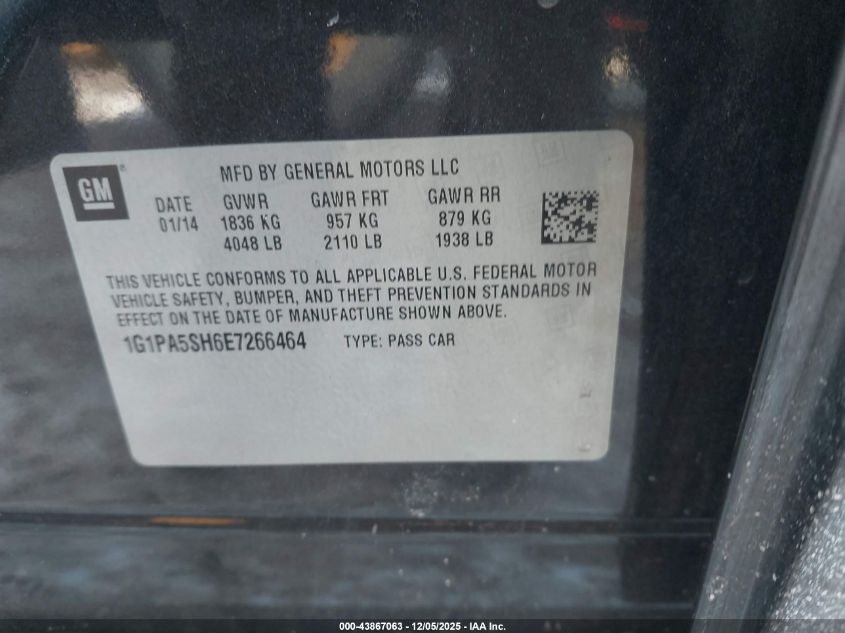 GM
MFD BY GENERAL MOTORS LLC
DATE GVWR GAWR FRT GAWR RR
01/14 1836 KG 957 KG 879 KG
4048 LB 2110 LB 1938 LB
THIS VEHICLE CONFORMS TO ALL APPLICABLE U.S. FEDERAL MOTOR
VEHICLE SAFETY, BUMPER, AND THEFT PREVENTION STANDARDS IN
EFFECT ON THE DATE OF MANUFACTURE SHOWN ABOVE.
1G1PA5SH6E7266464 TYPE: PASS CAR
000-43867063 - 12/05/2025 - IAA Inc.